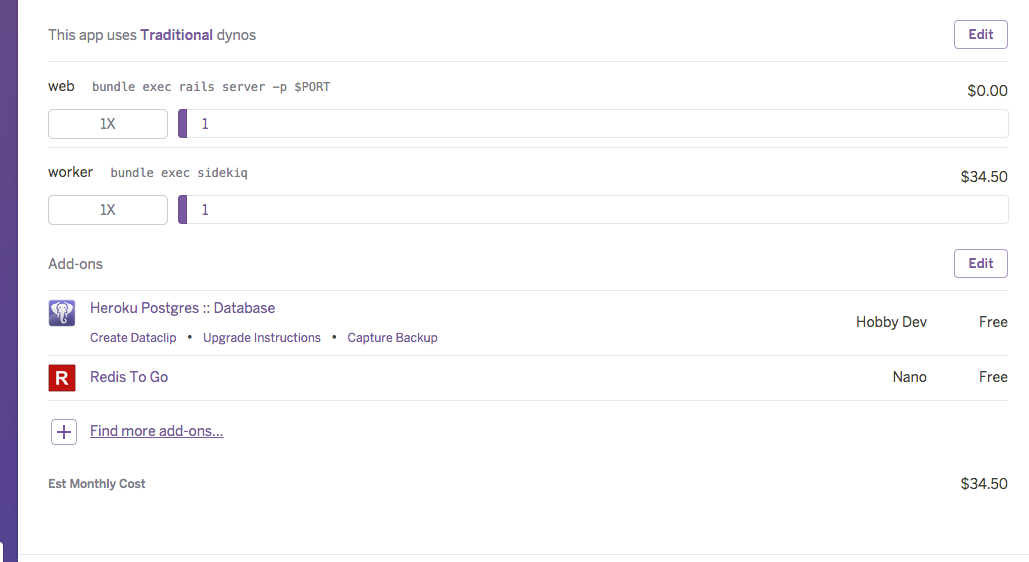 This app uses Traditional dynos Edit
web bundle exec rails server -p $PORT $0.00
1X 1
worker bundle exec sidekiq $34.50
1X 1
Add-ons Edit
Heroku Postgres :: Database
Hobby Dev Free
Create Dataclip • Upgrade Instructions • Capture Backup
R Redis To Go Nano Free
Find more add-ons...
Est Monthly Cost $34.50